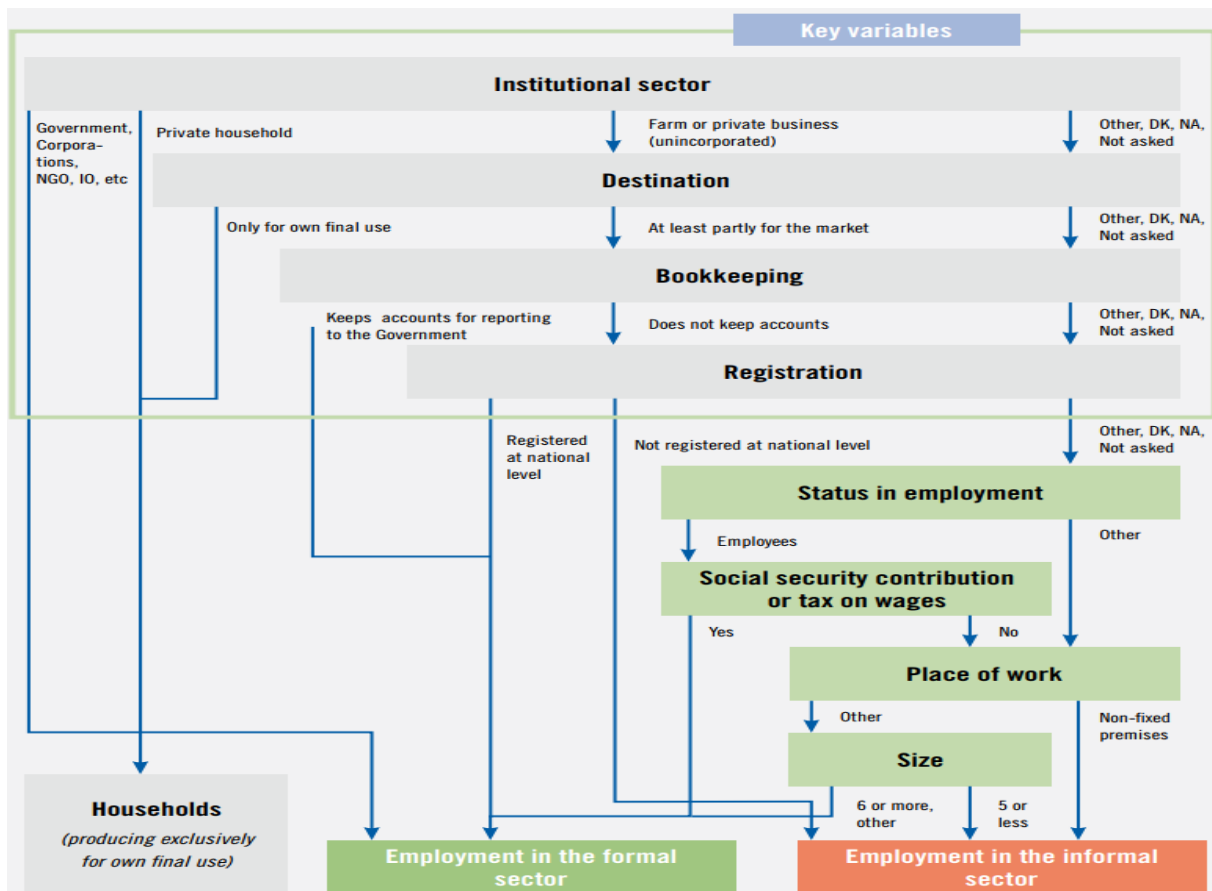 Key variables
Institutional sector
Government,
Corpora-
tions,
NGO, IO, etc
Private household
Farm or private business
(unincorporated)
Other, DK, NA,
Not asked
Destination
Only for own final use
At least partly for the market
Other, DK, NA,
Not asked
Bookkeeping
Keeps accounts for reporting
to the Government
Does not keep accounts
Other, DK, NA,
Not asked
Registration
Registered
at national
level
Not registered at national level
Other, DK, NA,
Not asked
Status in employment
Employees
Other
Social security contribution
or tax on wages
Yes
No
Place of work
Other
Non-fixed
premises
Size
6 or more,
other
5 or
less
Households
(producing exclusively
for own final use)
Employment in the formal
sector
Employment in the informal
sector